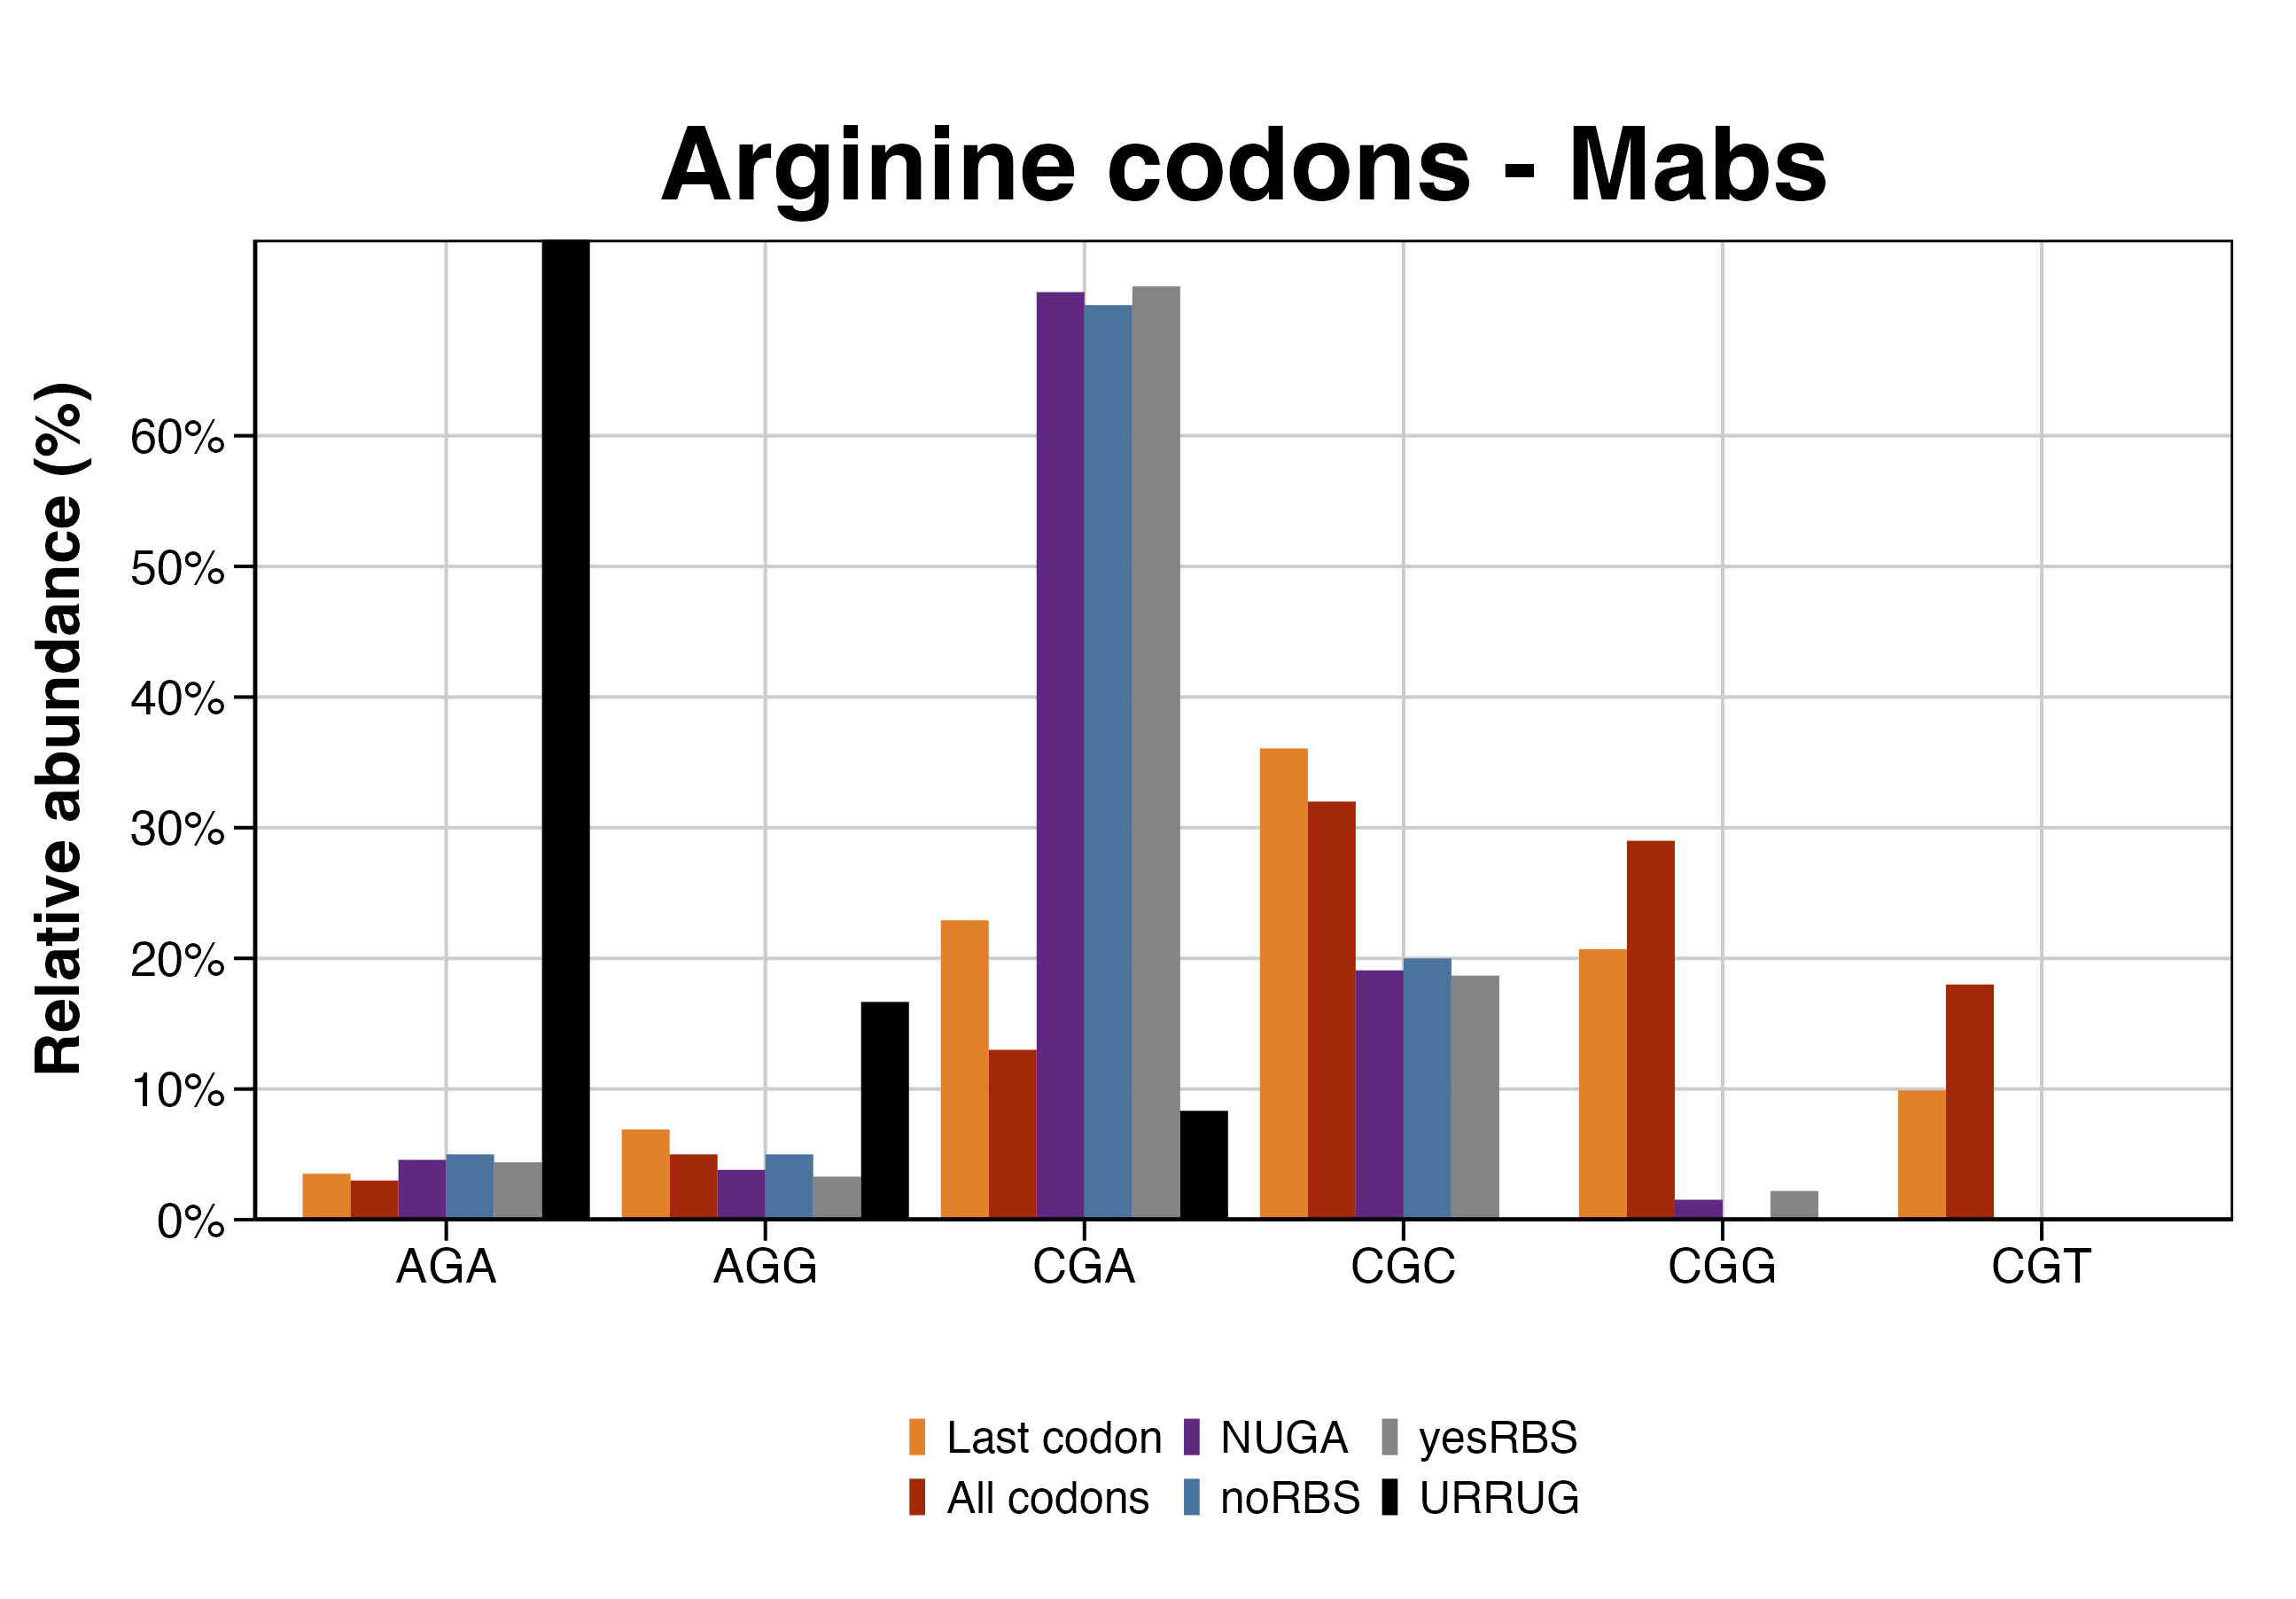 Arginine codons - Mabs
Relative abundance (%)
60%
50%
40%
30%
20%
10%
0%
AGA AGG CGA CGC CGG CGT
Last codon NUGA yesRBS
All codons noRBS URRUG